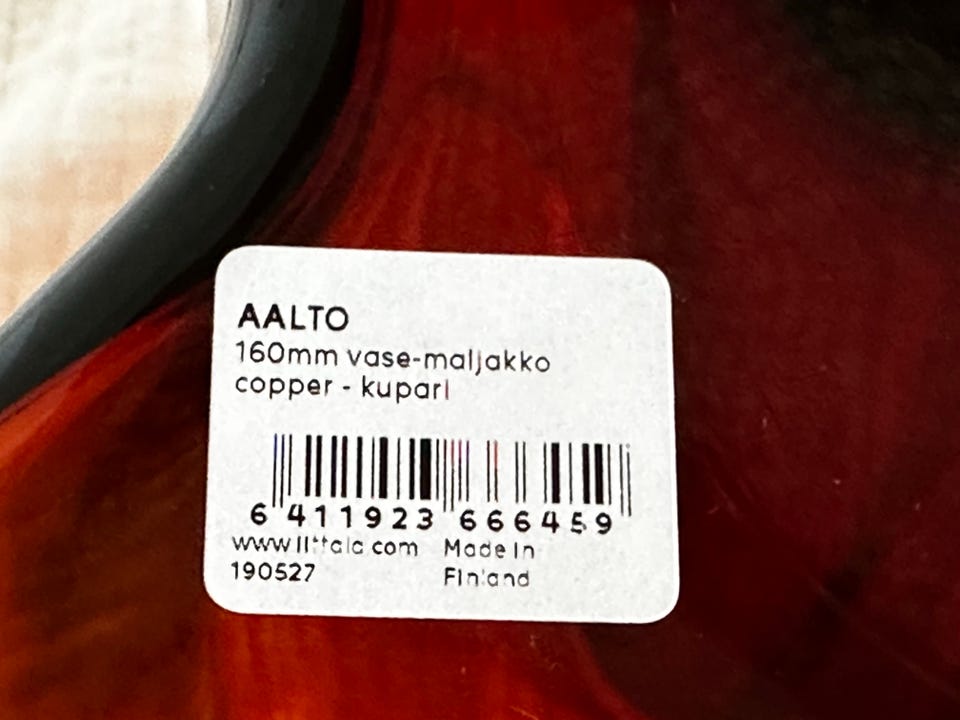 AALTO
160mm vase-maljakko
copper - kupari
6 411923 666459
www.iittala.com Made in
190527 Finland